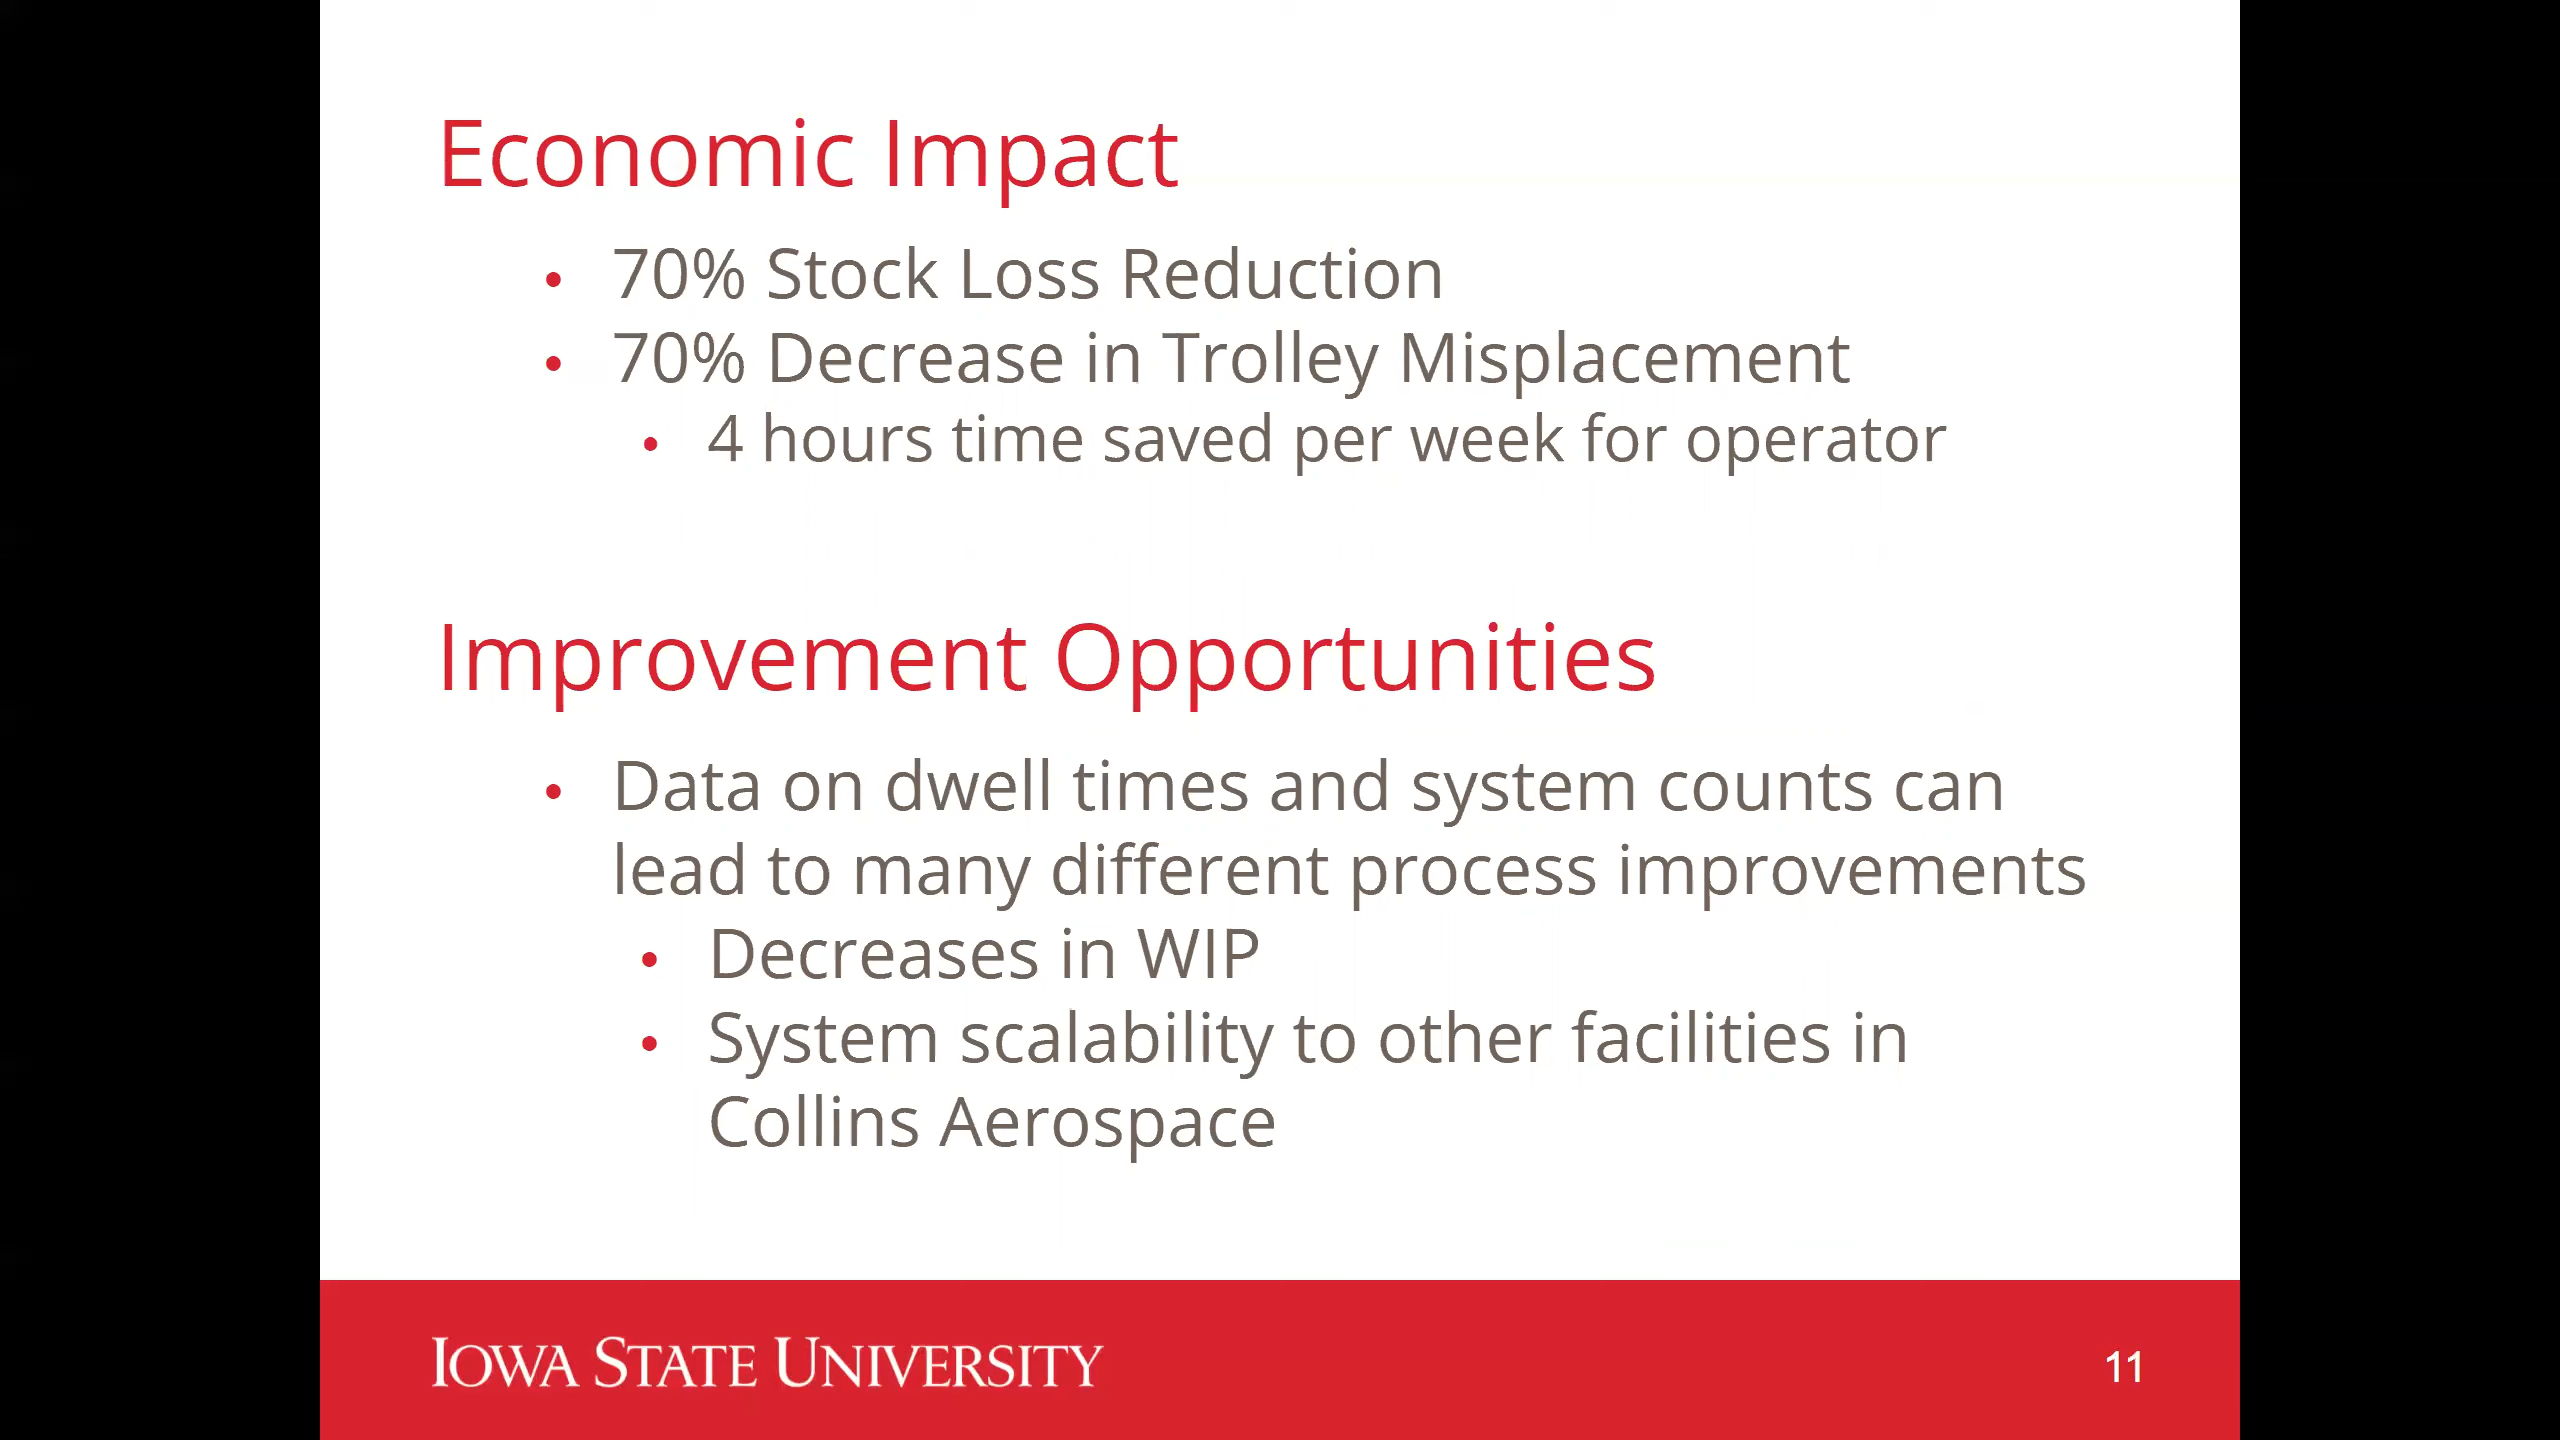 Economic Impact
• 70% Stock Loss Reduction
• 70% Decrease in Trolley Misplacement
• 4 hours time saved per week for operator
Improvement Opportunities
• Data on dwell times and system counts can
lead to many different process improvements
• Decreases in WIP
• System scalability to other facilities in
Collins Aerospace
IOWA STATE UNIVERSITY
11